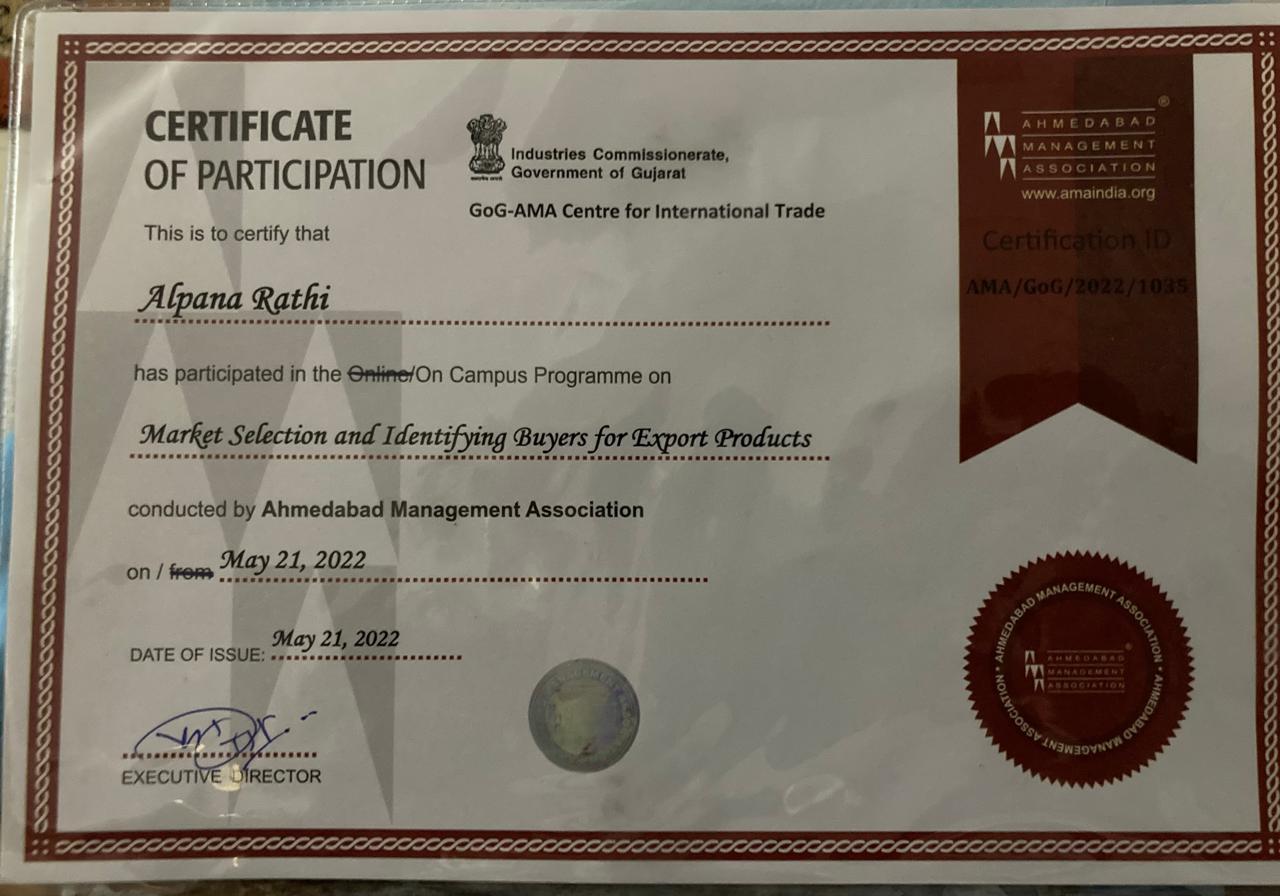 CERTIFICATE
OF PARTICIPATION
Industries Commissionerate,
Government of Gujarat
GoG-AMA Centre for International Trade
AHMEDABAD
MANAGEMENT
ASSOCIATION
®
www.amaindia.org
Certification ID
AMA/GoG/2022/1035
This is to certify that
Alpana Rathi
has participated in the Online/On Campus Programme on
Market Selection and Identifying Buyers for Export Products
conducted by Ahmedabad Management Association
on / from May 21, 2022
DATE OF ISSUE: May 21, 2022
EXECUTIVE DIRECTOR
AHMEDABAD MANAGEMENT ASSOCIATION • AHMEDABAD MANAGEMENT ASSOCIATION •
AHMEDABAD
MANAGEMENT
ASSOCIATION
®